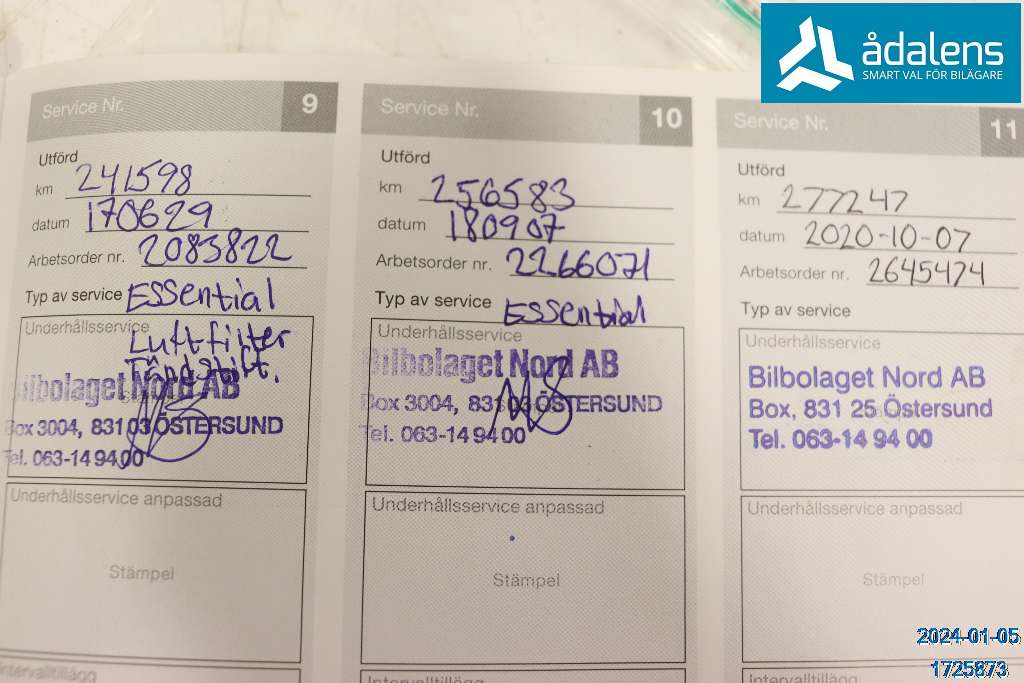 ådalens
SMART VAL FÖR BILÄGARE
Service Nr. 9
Utförd
km 241598
datum 170629
Arbetsorder nr. 2083822
Typ av service Essential
Underhållsservice
Luftfilter
Tändstift.
Bilbolaget Nord AB
Box 3004, 831 03 ÖSTERSUND
Tel. 063-14 94 00
Underhållsservice anpassad
Stämpel
Intervalltillägg
Service Nr. 10
Utförd
km 256583
datum 180907
Arbetsorder nr. 2266071
Typ av service Essential
Underhållsservice
Bilbolaget Nord AB
Box 3004, 831 03 ÖSTERSUND
Tel. 063-14 94 00
Underhållsservice anpassad
Stämpel
Intervalltillägg
Service Nr. 11
Utförd
km 277247
datum 2020-10-07
Arbetsorder nr. 2645474
Typ av service
Underhållsservice
Bilbolaget Nord AB
Box, 831 25 Östersund
Tel. 063-14 94 00
Underhållsservice anpassad
Stämpel
Intervalltillägg
2024-01-05
1725873